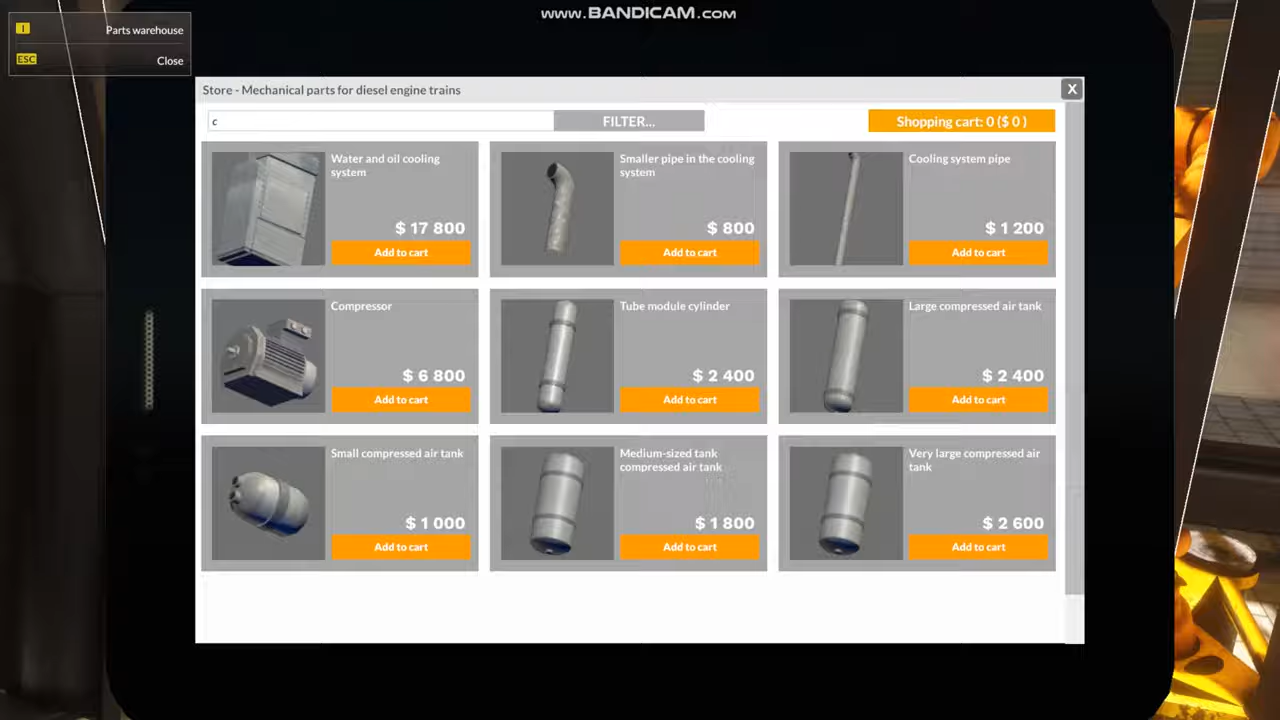 www.BANDICAM.com
I
Parts warehouse
ESC
Close
Store - Mechanical parts for diesel engine trains
X
c
FILTER...
Shopping cart: 0 ($ 0 )
Water and oil cooling
system
$ 17 800
Add to cart
Smaller pipe in the cooling
system
$ 800
Add to cart
Cooling system pipe
$ 1 200
Add to cart
Compressor
$ 6 800
Add to cart
Tube module cylinder
$ 2 400
Add to cart
Large compressed air tank
$ 2 400
Add to cart
Small compressed air tank
$ 1 000
Add to cart
Medium-sized tank
compressed air tank
$ 1 800
Add to cart
Very large compressed air
tank
$ 2 600
Add to cart